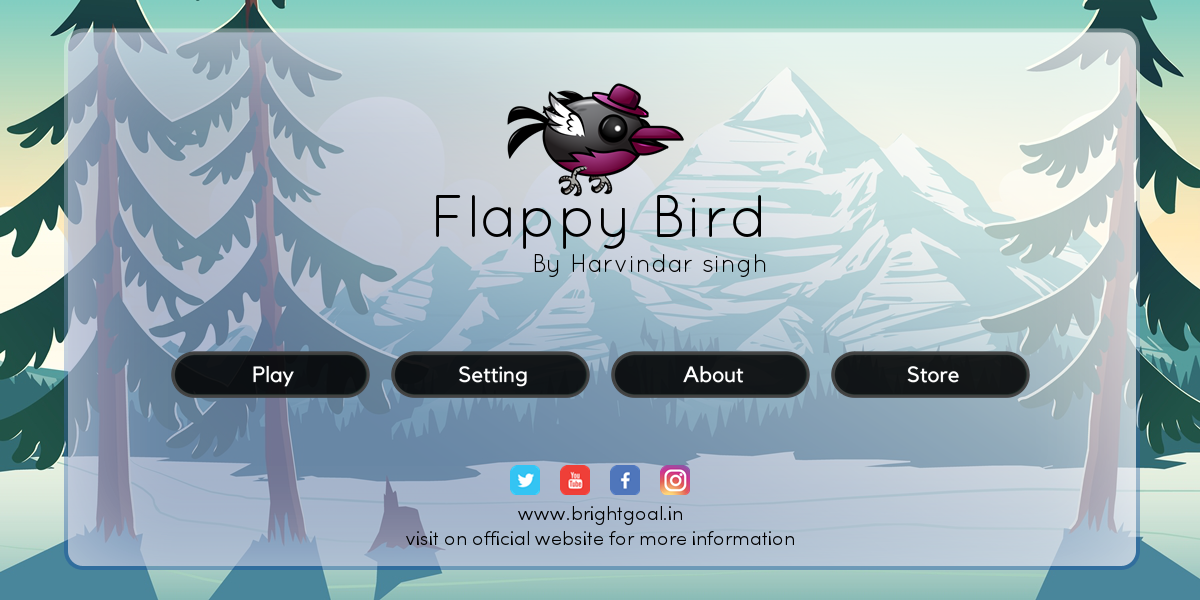 Flappy Bird
By Harvindar singh
Play Setting About Store
You Tube
www.brightgoal.in
visit on official website for more information